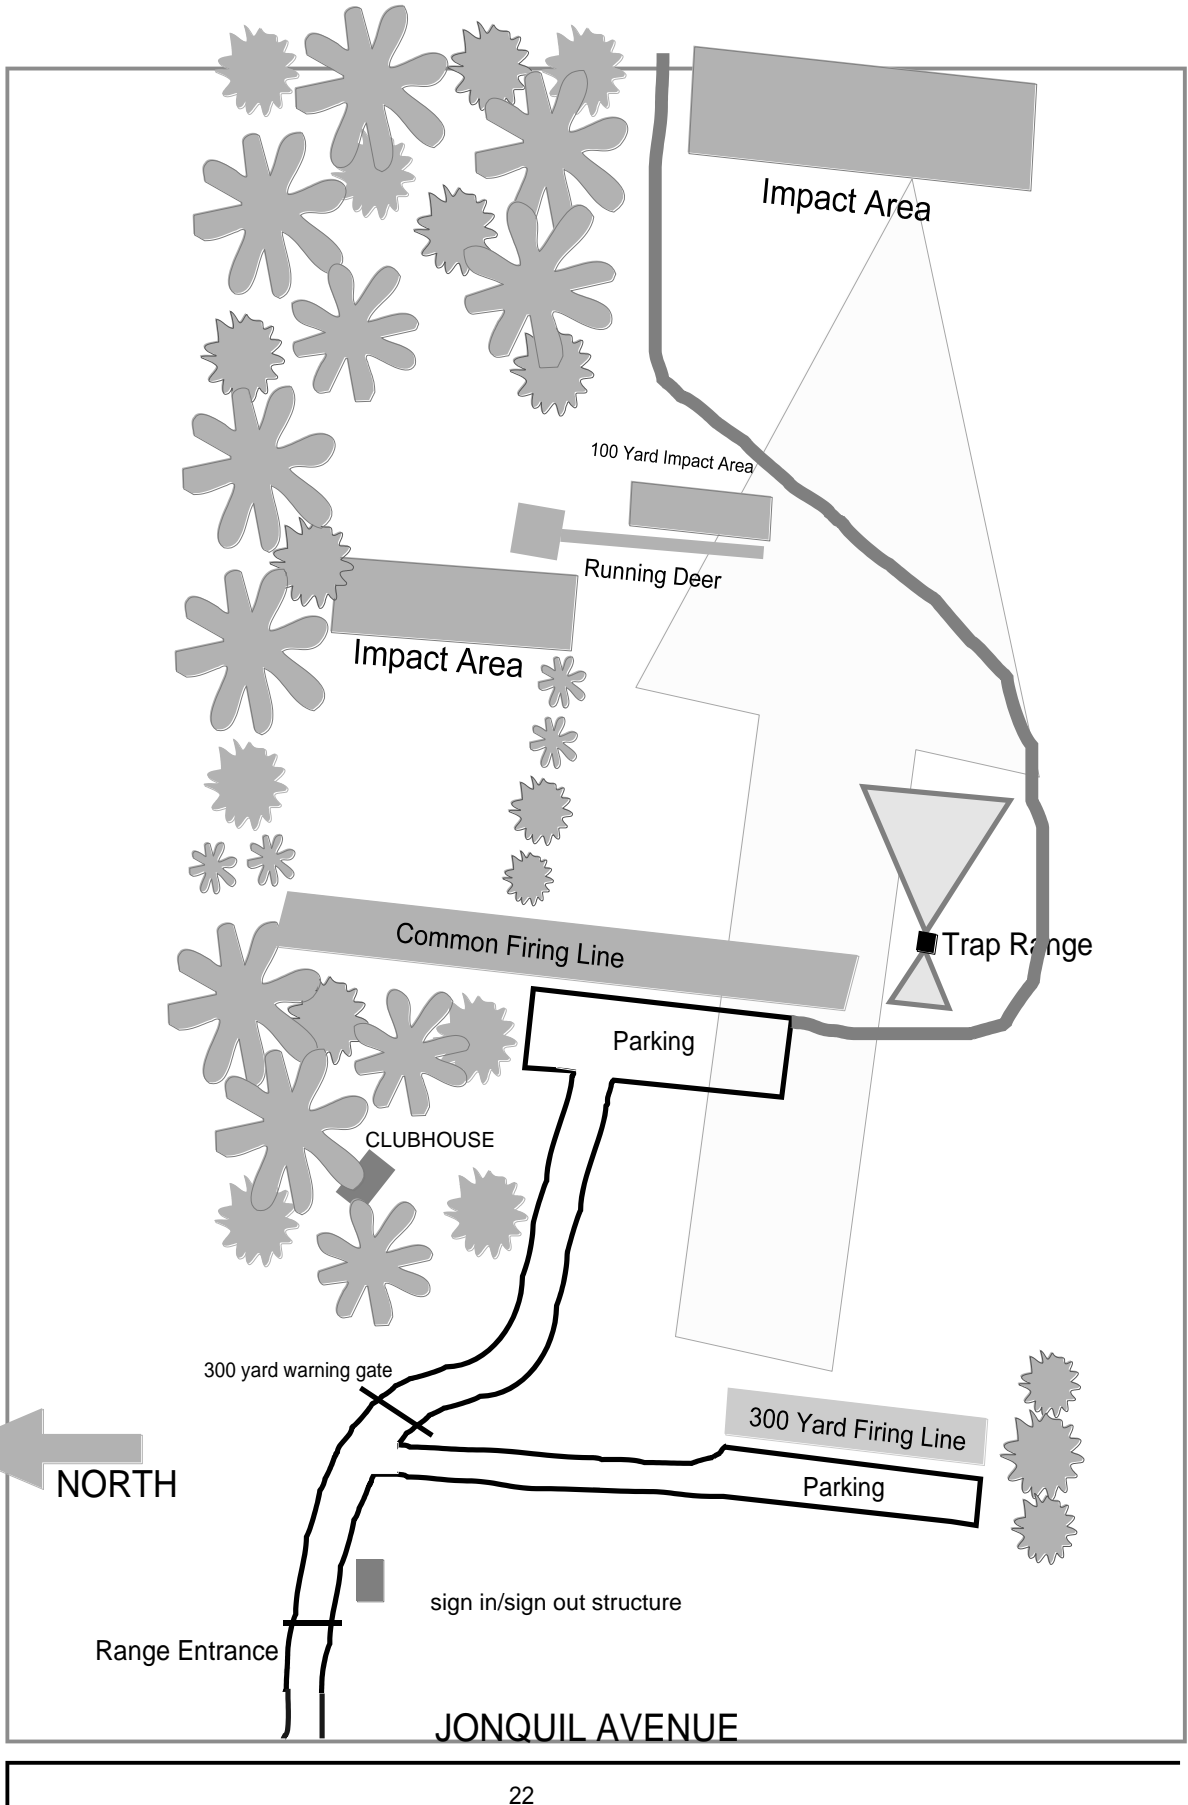 Impact Area
100 Yard Impact Area
Running Deer
Impact Area
Common Firing Line
Trap Range
Parking
CLUBHOUSE
300 yard warning gate
300 Yard Firing Line
NORTH
Parking
sign in/sign out structure
Range Entrance
JONQUIL AVENUE
22